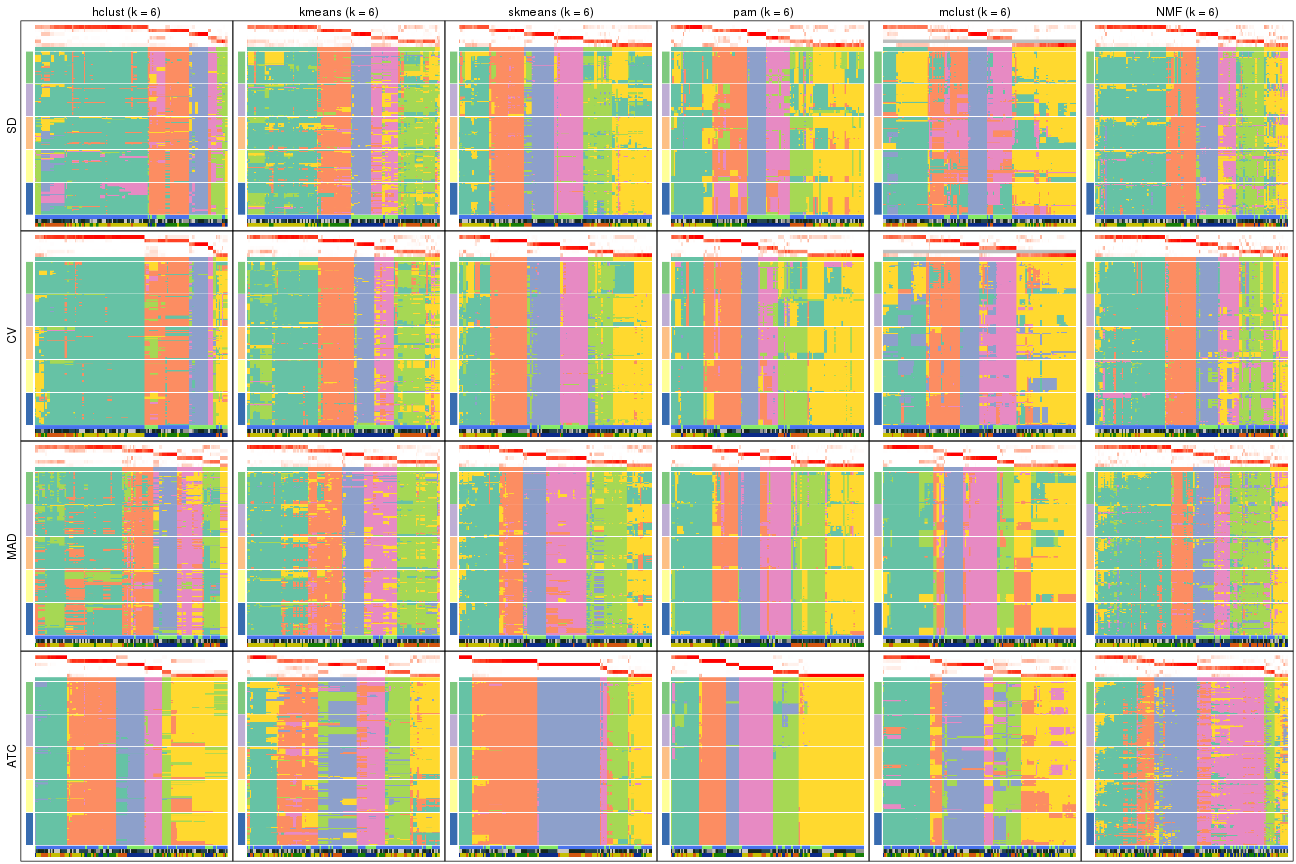 hclust (k = 6)
kmeans (k = 6)
skmeans (k = 6)
pam (k = 6)
mclust (k = 6)
NMF (k = 6)
SD
CV
MAD
ATC